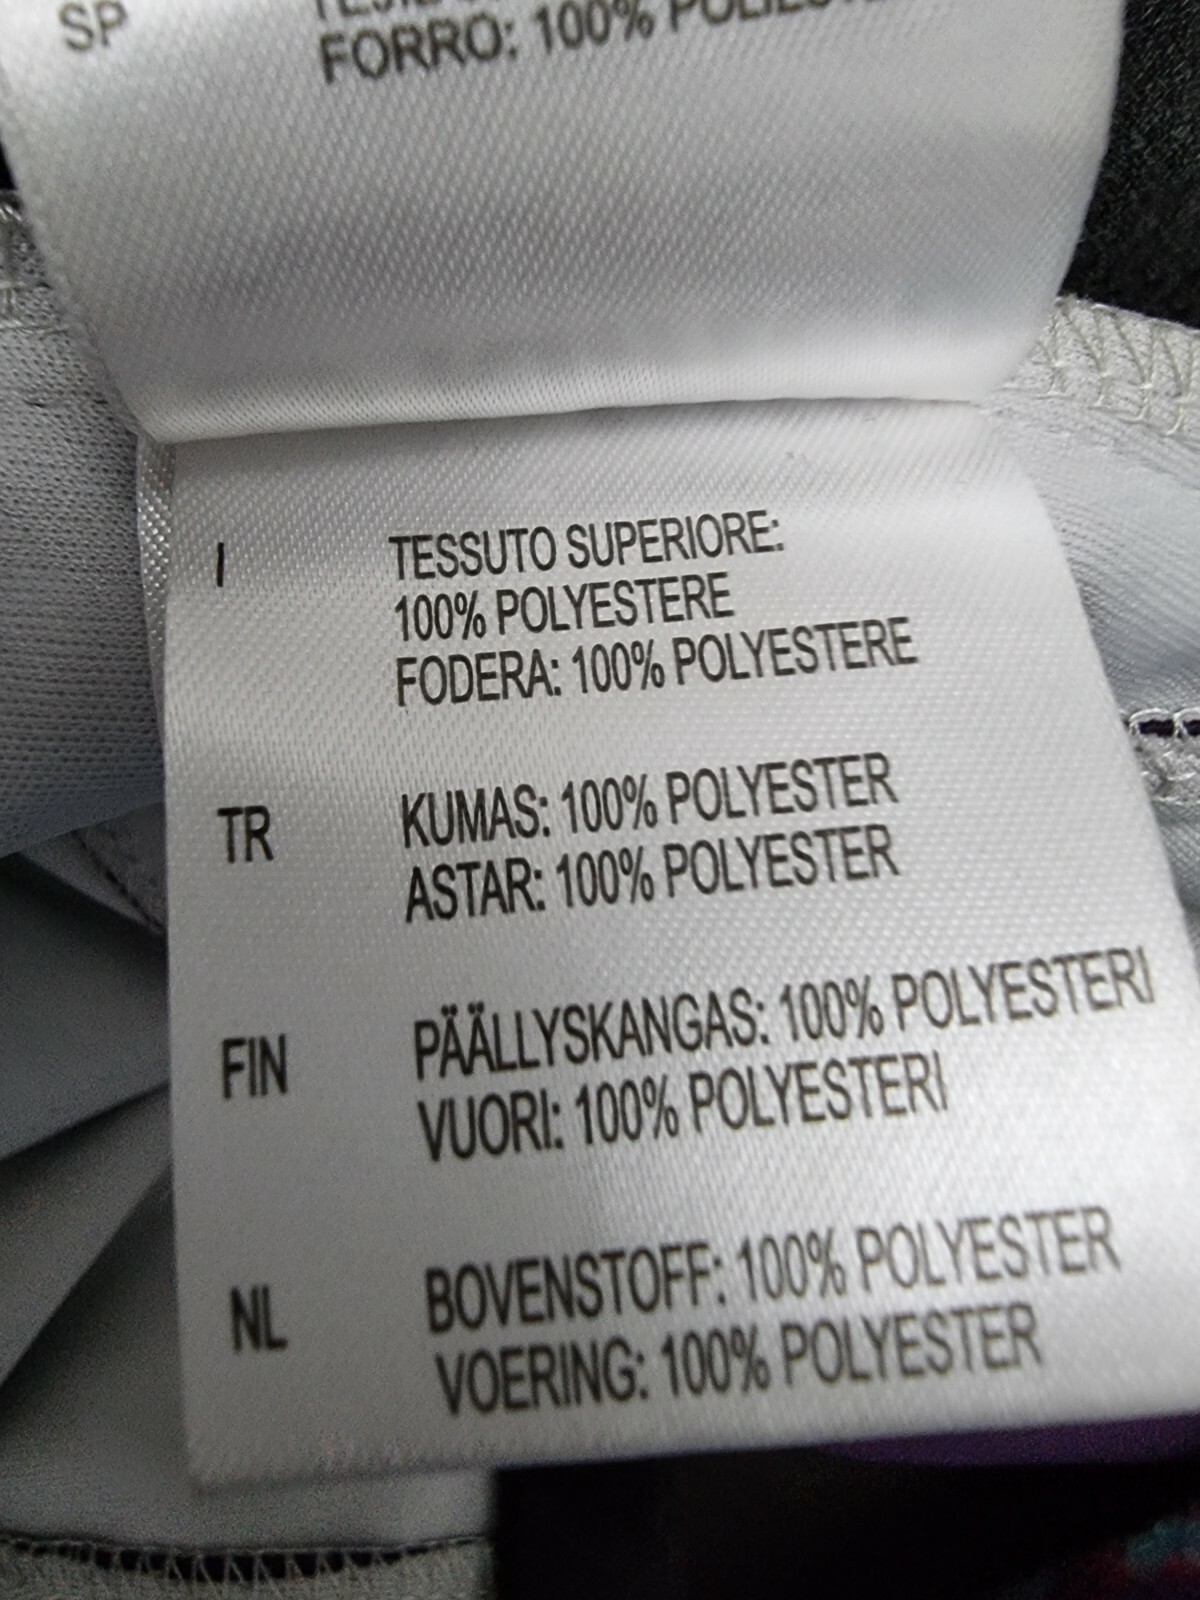 SP
FORRO: 100%
I TESSUTO SUPERIORE:
100% POLYESTERE
FODERA: 100% POLYESTERE
TR KUMAS: 100% POLYESTER
ASTAR: 100% POLYESTER
FIN PÄÄLLYSKANGAS: 100% POLYESTERI
VUORI: 100% POLYESTERI
NL BOVENSTOFF: 100% POLYESTER
VOERING: 100% POLYESTER